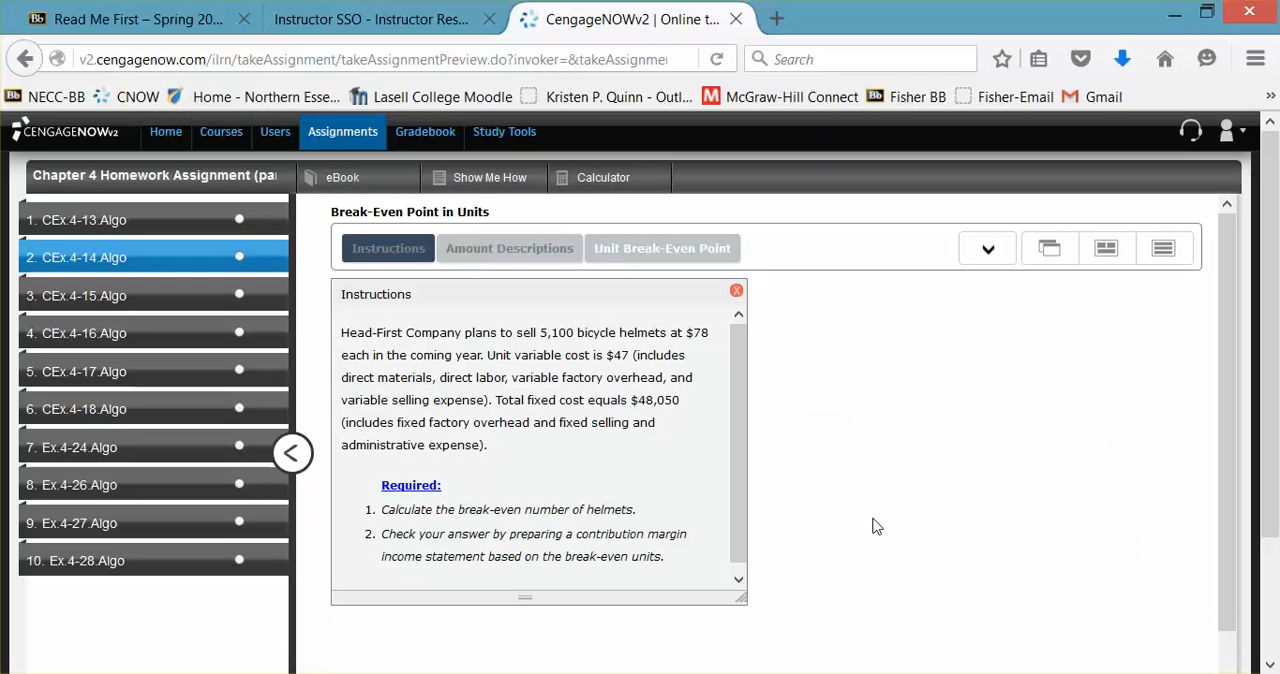 Read Me First – Spring 20...
Instructor SSO - Instructor Res...
CengageNOWv2 | Online t...
v2.cengagenow.com/ilrn/takeAssignment/takeAssignmentPreview.do?invoker=&takeAssignme
Search
Bb NECC-BB CNOW Home - Northern Esse... Lasell College Moodle Kristen P. Quinn - Outl... M McGraw-Hill Connect Bb Fisher BB Fisher-Email Gmail »
CENGAGENOWv2 Home Courses Users Assignments Gradebook Study Tools
Chapter 4 Homework Assignment (par eBook Show Me How Calculator
1. CEx.4-13.Algo
2. CEx.4-14.Algo
3. CEx.4-15.Algo
4. CEx.4-16.Algo
5. CEx.4-17.Algo
6. CEx.4-18.Algo
7. Ex.4-24.Algo
8. Ex.4-26.Algo
9. Ex.4-27.Algo
10. Ex.4-28.Algo
Break-Even Point in Units
Instructions Amount Descriptions Unit Break-Even Point
Instructions
Head-First Company plans to sell 5,100 bicycle helmets at $78
each in the coming year. Unit variable cost is $47 (includes
direct materials, direct labor, variable factory overhead, and
variable selling expense). Total fixed cost equals $48,050
(includes fixed factory overhead and fixed selling and
administrative expense).
Required:
1. Calculate the break-even number of helmets.
2. Check your answer by preparing a contribution margin
income statement based on the break-even units.